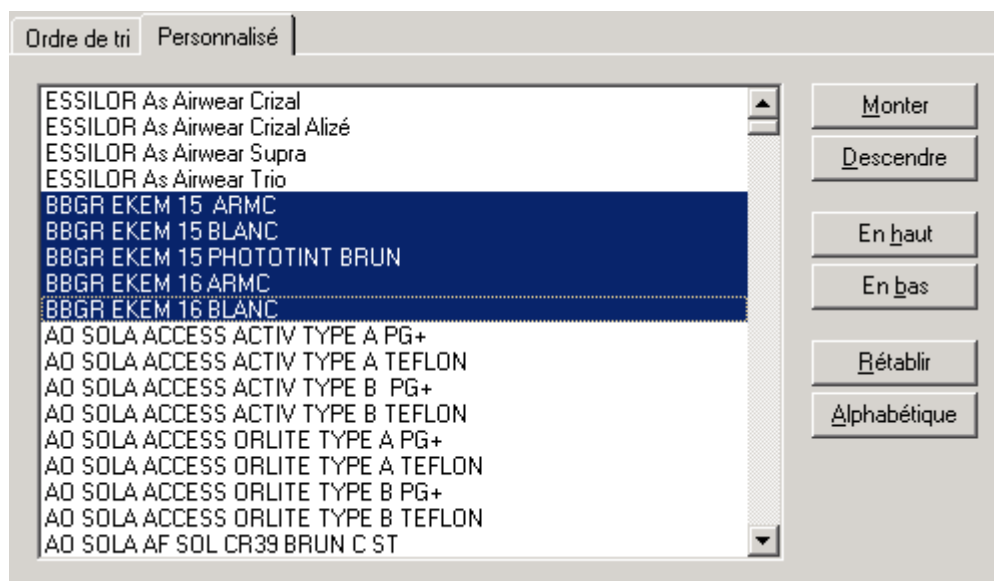 Ordre de tri
Personnalisé
ESSILOR As Airwear Crizal
ESSILOR As Airwear Crizal Alizé
ESSILOR As Airwear Supra
ESSILOR As Airwear Trio
BBGR EKEM 15  ARMC
BBGR EKEM 15 BLANC
BBGR EKEM 15 PHOTOTINT BRUN
BBGR EKEM 16 ARMC
BBGR EKEM 16 BLANC
AO SOLA ACCESS ACTIV TYPE A PG+
AO SOLA ACCESS ACTIV TYPE A TEFLON
AO SOLA ACCESS ACTIV TYPE B  PG+
AO SOLA ACCESS ACTIV TYPE B TEFLON
AO SOLA ACCESS ORLITE TYPE A PG+
AO SOLA ACCESS ORLITE TYPE A TEFLON
AO SOLA ACCESS ORLITE TYPE B PG+
AO SOLA ACCESS ORLITE TYPE B TEFLON
AO SOLA AF SOL CR39 BRUN C ST
Monter
Descendre
En haut
En bas
Rétablir
Alphabétique